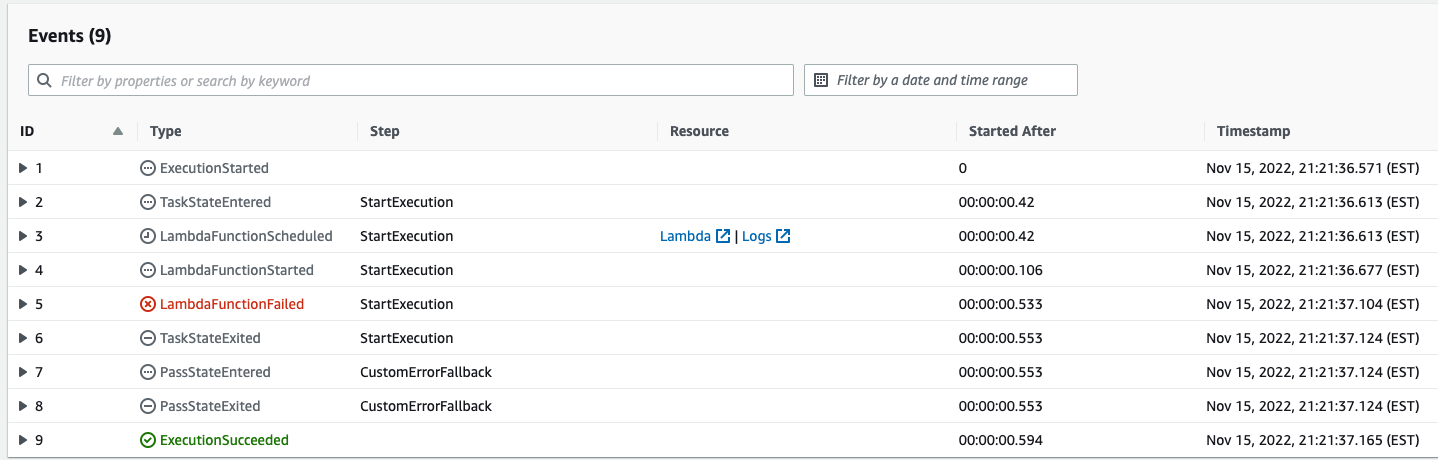 Events (9)
Filter by properties or search by keyword Filter by a date and time range
ID Type Step Resource Started After Timestamp
1 ExecutionStarted 0 Nov 15, 2022, 21:21:36.571 (EST)
2 TaskStateEntered StartExecution 00:00:00.42 Nov 15, 2022, 21:21:36.613 (EST)
3 LambdaFunctionScheduled StartExecution Lambda | Logs 00:00:00.42 Nov 15, 2022, 21:21:36.613 (EST)
4 LambdaFunctionStarted StartExecution 00:00:00.106 Nov 15, 2022, 21:21:36.677 (EST)
5 LambdaFunctionFailed StartExecution 00:00:00.533 Nov 15, 2022, 21:21:37.104 (EST)
6 TaskStateExited StartExecution 00:00:00.553 Nov 15, 2022, 21:21:37.124 (EST)
7 PassStateEntered CustomErrorFallback 00:00:00.553 Nov 15, 2022, 21:21:37.124 (EST)
8 PassStateExited CustomErrorFallback 00:00:00.553 Nov 15, 2022, 21:21:37.124 (EST)
9 ExecutionSucceeded 00:00:00.594 Nov 15, 2022, 21:21:37.165 (EST)